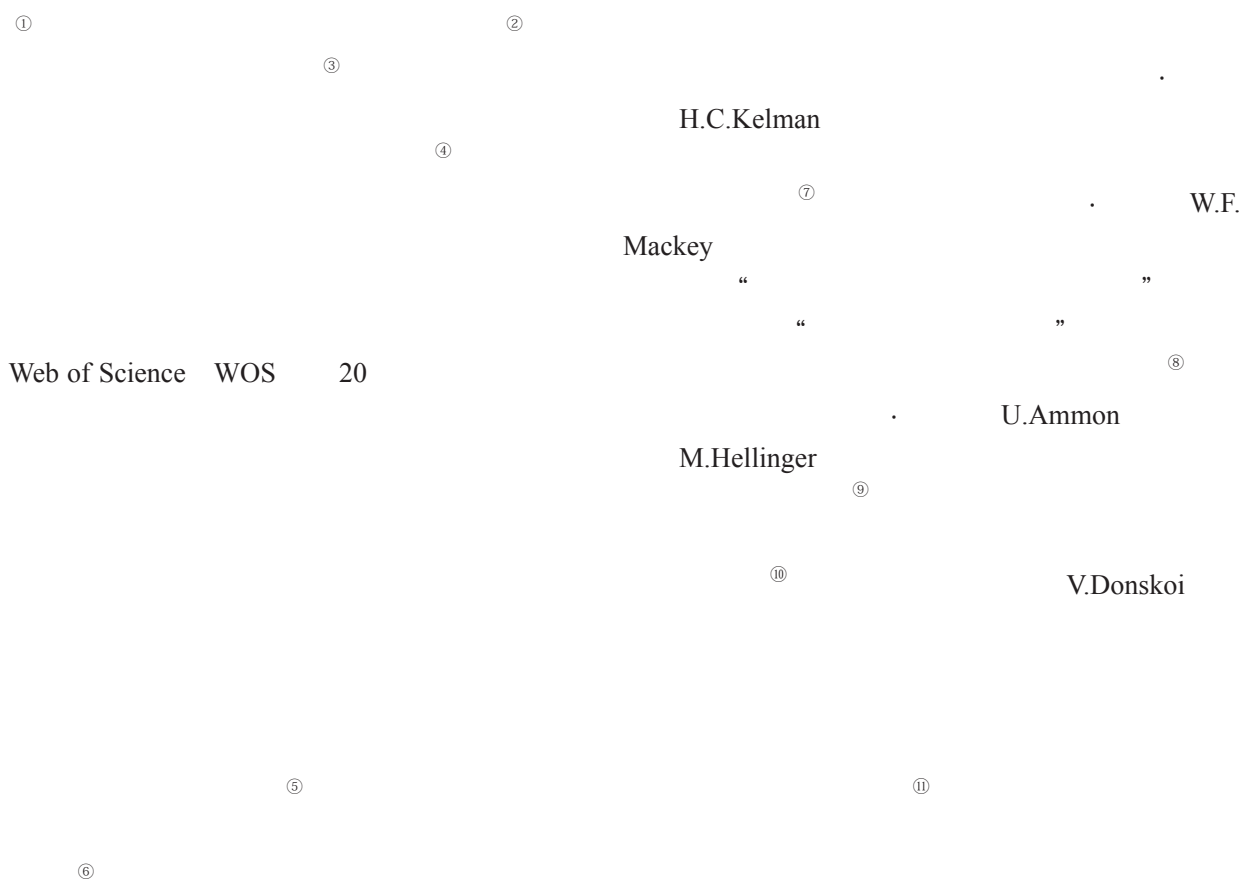 ① ②
③
④
Web of Science WOS 20
⑤
⑥
·
H.C.Kelman
⑦ · W.F.
Mackey
“ ”
“ ”
⑧
· U.Ammon
M.Hellinger
⑨
⑩ V.Donskoi
⑪